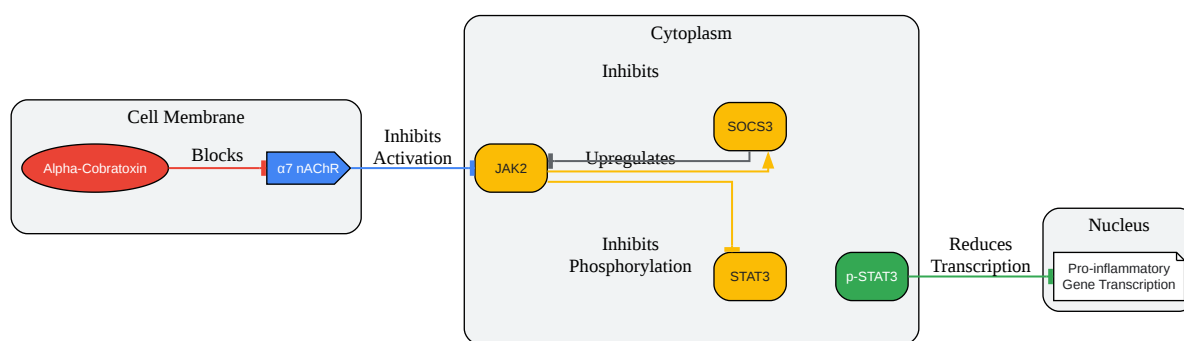 Cytoplasm
Inhibits
Cell Membrane
SOCS3
Inhibits
Activation
Blocks
Upregulates
Alpha-Cobratoxin
α7 nAChR
JAK2
Nucleus
Inhibits
Phosphorylation
Reduces
Transcription
STAT3
p-STAT3
Pro-inflammatory
Gene Transcription